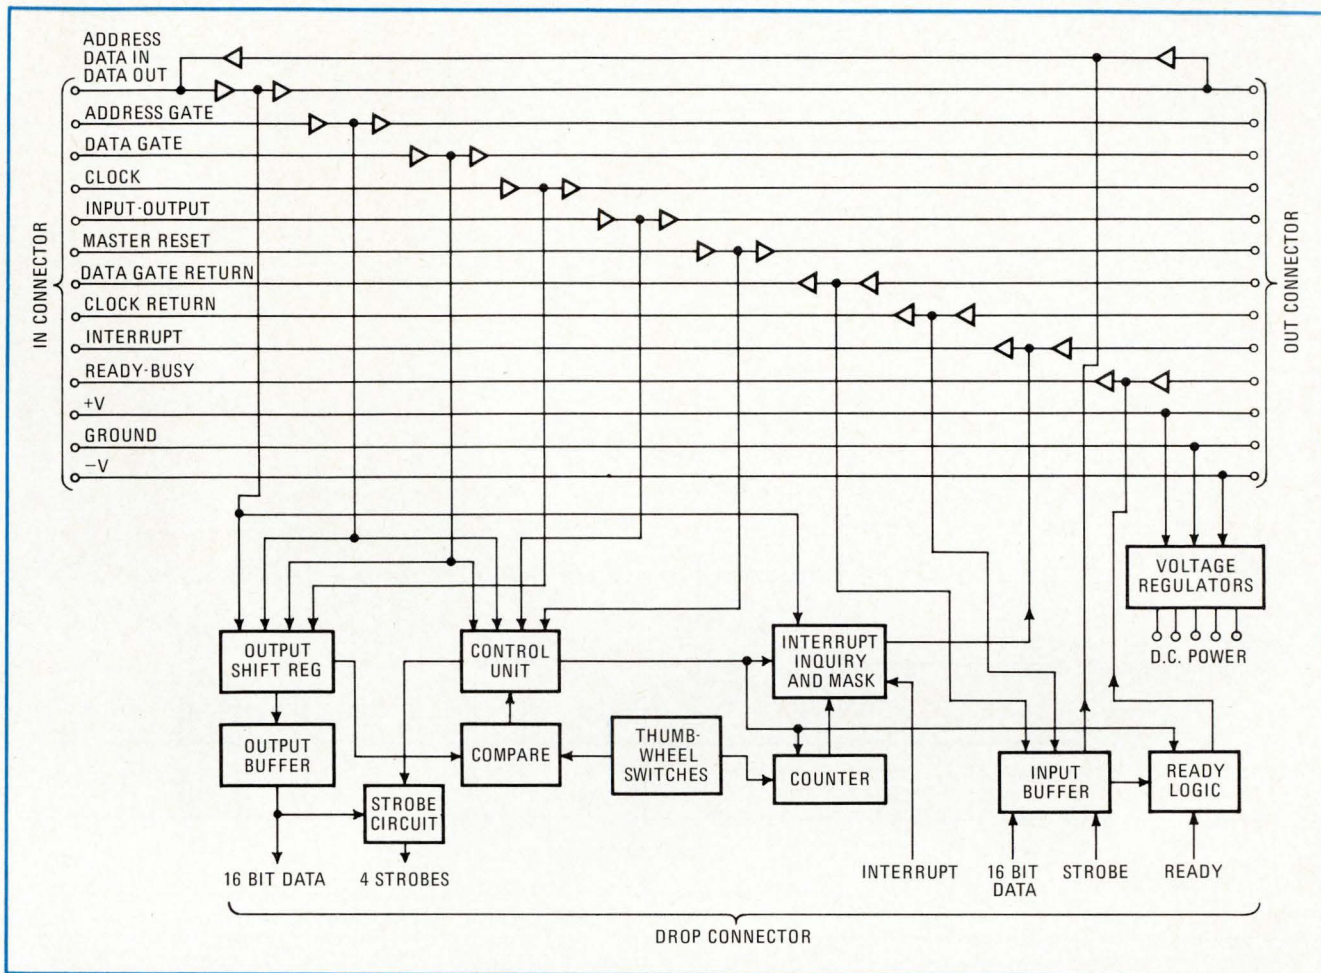 ADDRESS
DATA IN
DATA OUT
ADDRESS GATE
DATA GATE
CLOCK
INPUT-OUTPUT
MASTER RESET
DATA GATE RETURN
CLOCK RETURN
INTERRUPT
READY-BUSY
+V
GROUND
−V
IN CONNECTOR
OUT CONNECTOR
VOLTAGE
REGULATORS
D.C. POWER
OUTPUT
SHIFT REG
CONTROL
UNIT
INTERRUPT
INQUIRY
AND MASK
OUTPUT
BUFFER
COMPARE
THUMB-
WHEEL
SWITCHES
COUNTER
INPUT
BUFFER
READY
LOGIC
STROBE
CIRCUIT
16 BIT DATA
4 STROBES
INTERRUPT
16 BIT
DATA
STROBE
READY
DROP CONNECTOR